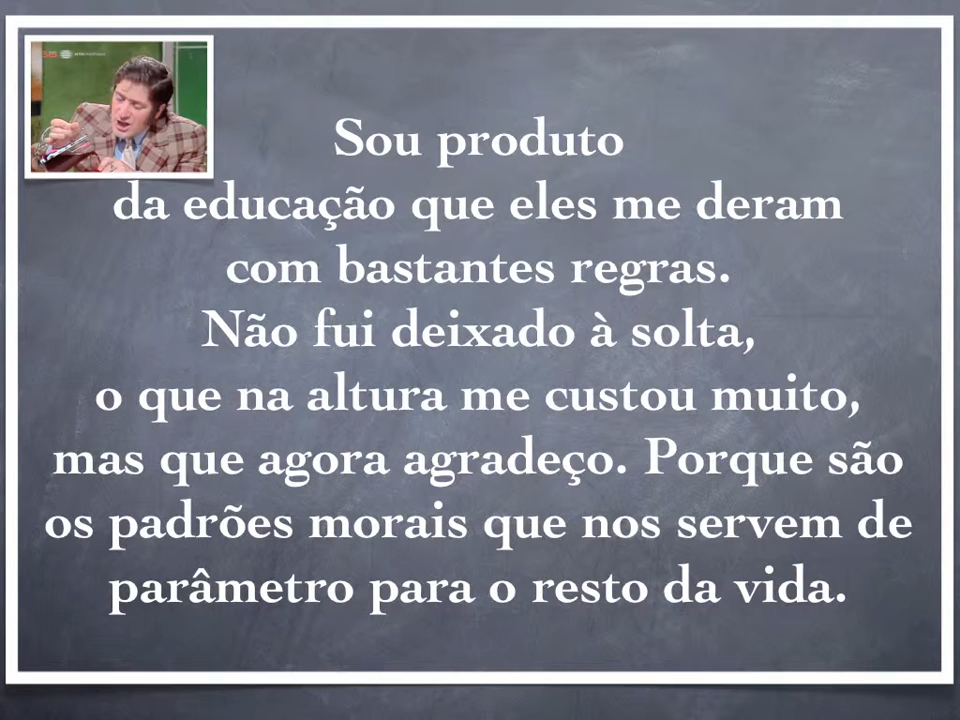 Sou produto
da educação que eles me deram
com bastantes regras.
Não fui deixado à solta,
o que na altura me custou muito,
mas que agora agradeço. Porque são
os padrões morais que nos servem de
parâmetro para o resto da vida.